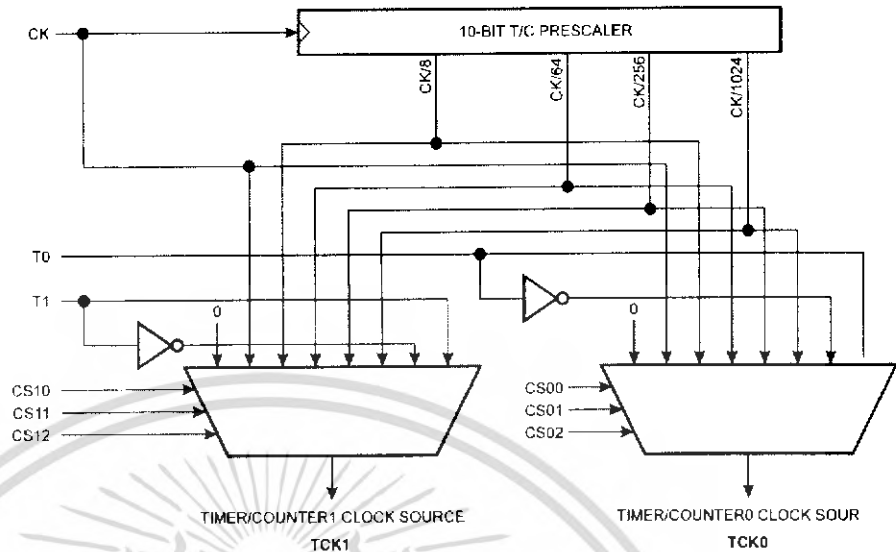 10-BIT T/C PRESCALER
CK
CK/8
CK/64
CK/256
CK/1024
T0
T1
0
0
CS10
CS11
CS12
CS00
CS01
CS02
TIMER/COUNTER1 CLOCK SOURCE
TCK1
TIMER/COUNTER0 CLOCK SOUR
TCK0